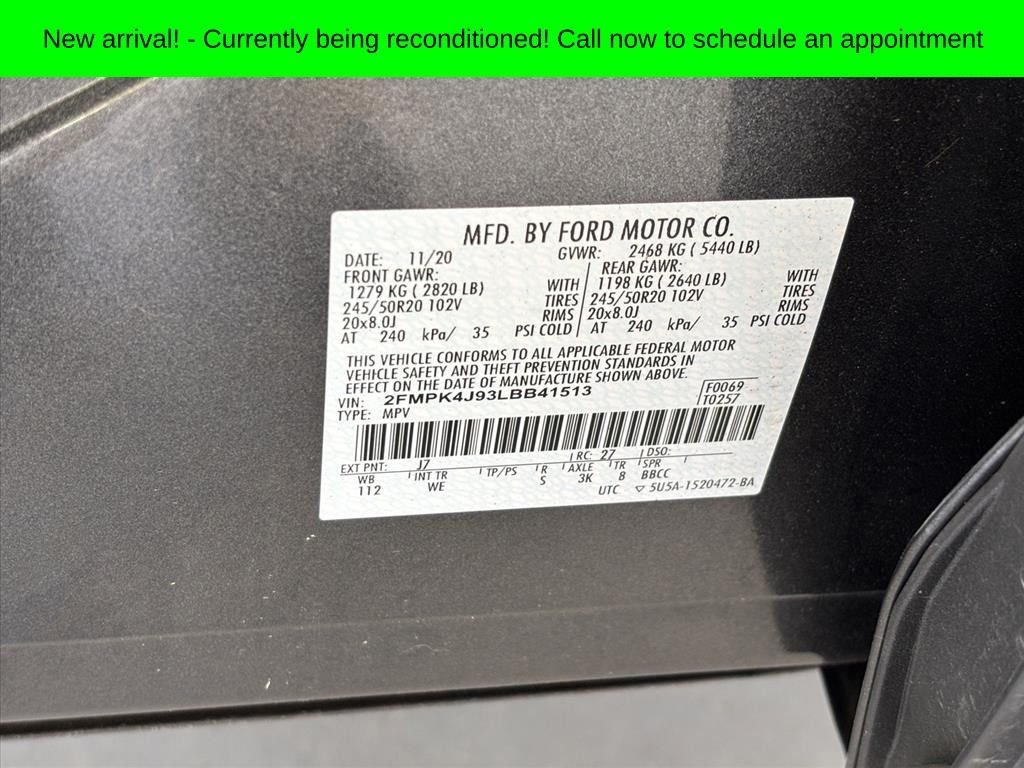 New arrival! - Currently being reconditioned! Call now to schedule an appointment
MFD. BY FORD MOTOR CO.
DATE: 11/20 GVWR: 2468 KG ( 5440 LB)
FRONT GAWR: REAR GAWR:
1279 KG ( 2820 LB) WITH 1198 KG ( 2640 LB) WITH
245/50R20 102V TIRES 245/50R20 102V TIRES
20x8.0J RIMS 20x8.0J RIMS
AT 240 kPa/ 35 PSI COLD AT 240 kPa/ 35 PSI COLD
THIS VEHICLE CONFORMS TO ALL APPLICABLE FEDERAL MOTOR
VEHICLE SAFETY AND THEFT PREVENTION STANDARDS IN
EFFECT ON THE DATE OF MANUFACTURE SHOWN ABOVE.
VIN: 2FMPK4J93LBB41513 F0069
TYPE: MPV T0257
EXT PNT: J7 RC: 27 DSO:
WB INT TR TP/PS R AXLE TR SPR
112 WE S 3K 8 BBCC
UTC ▽ 5U5A-1520472-BA